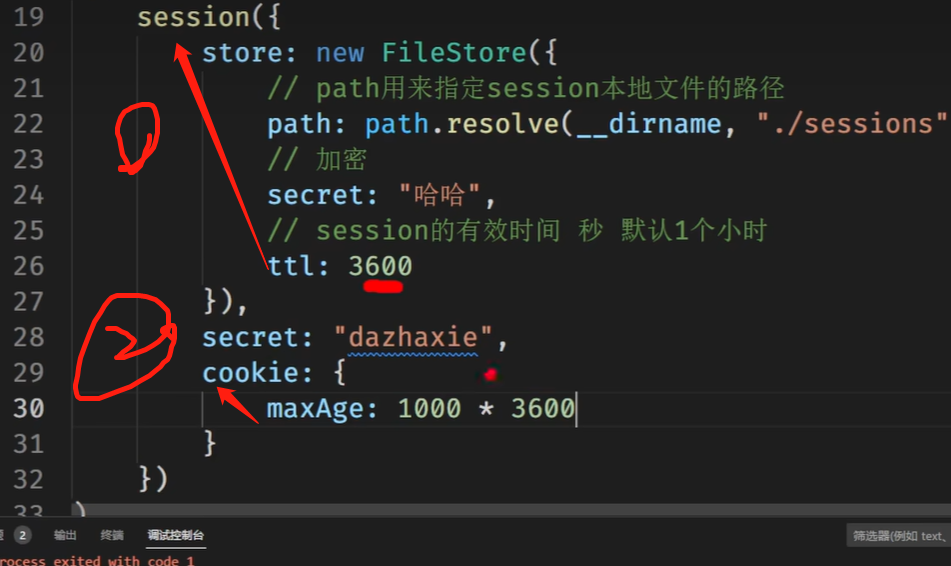 19 session({
20 store: new FileStore({
21 // path用来指定session本地文件的路径
22 path: path.resolve(__dirname, "./sessions"
23 // 加密
24 secret: "哈哈",
25 // session的有效时间 秒 默认1个小时
26 ttl: 3600
27 }),
28 secret: "dazhaxie",
29 cookie: {
30 maxAge: 1000 * 3600
31 }
32 })
33 )
2 输出 终端 调试控制台 筛选器(例如 text、
rocess exited with code 1